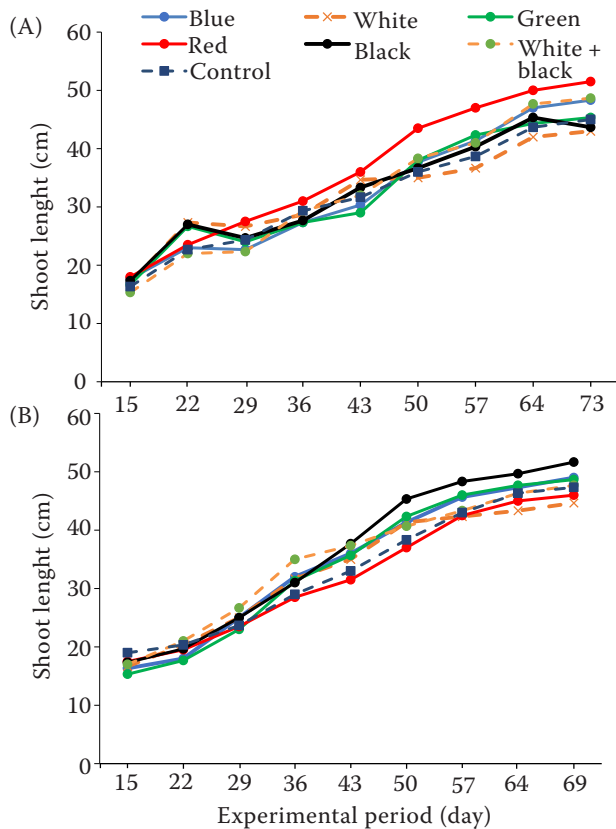 (A)
Blue White Green
Red Black White +
black
Control
Shoot lenght (cm)
60
50
40
30
20
10
0
15 22 29 36 43 50 57 64 73
(B)
Shoot lenght (cm)
60
50
40
30
20
10
0
15 22 29 36 43 50 57 64 69
Experimental period (day)